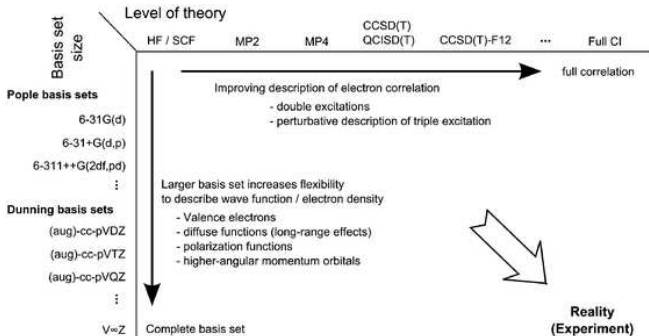 Level of theory
Basis set
size
HF / SCF
MP2
MP4
CCSD(T)
QCISD(T)
CCSD(T)-F12
...
Full CI
Improving description of electron correlation
- double excitations
- perturbative description of triple excitation
full correlation
Pople basis sets
6-31G(d)
6-31+G(d,p)
6-311++G(2df,pd)
⋮
Larger basis set increases flexibility
to describe wave function / electron density
- Valence electrons
- diffuse functions (long-range effects)
- polarization functions
- higher-angular momentum orbitals
Dunning basis sets
(aug)-cc-pVDZ
(aug)-cc-pVTZ
(aug)-cc-pVQZ
⋮
V∞Z
Complete basis set
Reality
(Experiment)